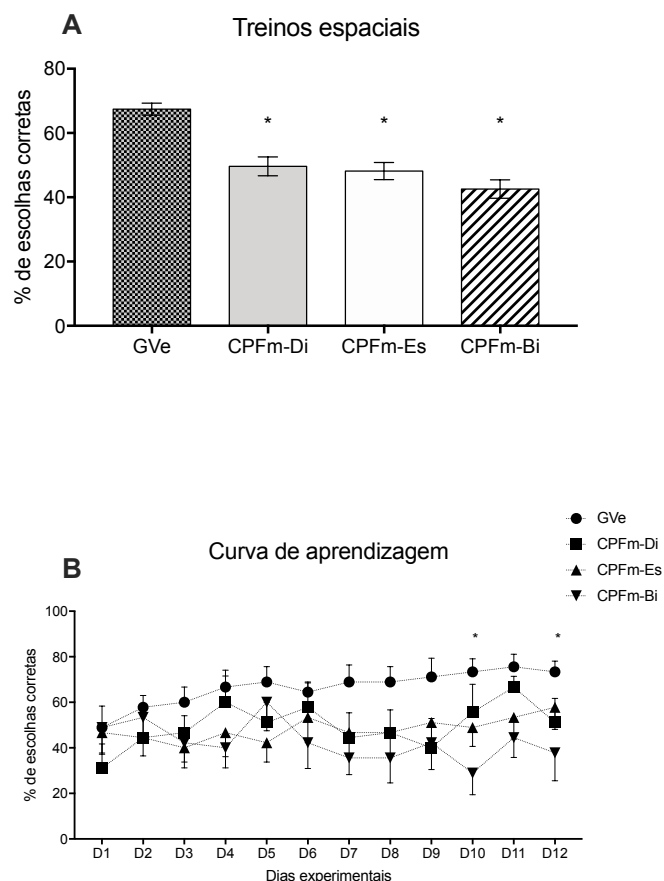 A
Treinos espaciais
% de escolhas corretas
80
60
40
20
0
* * *
GVe CPFm-Di CPFm-Es CPFm-Bi
GVe
CPFm-Di
CPFm-Es
CPFm-Bi
B
Curva de aprendizagem
% de escolhas corretas
100
80
60
40
20
0
* *
D1 D2 D3 D4 D5 D6 D7 D8 D9 D10 D11 D12
Dias experimentais